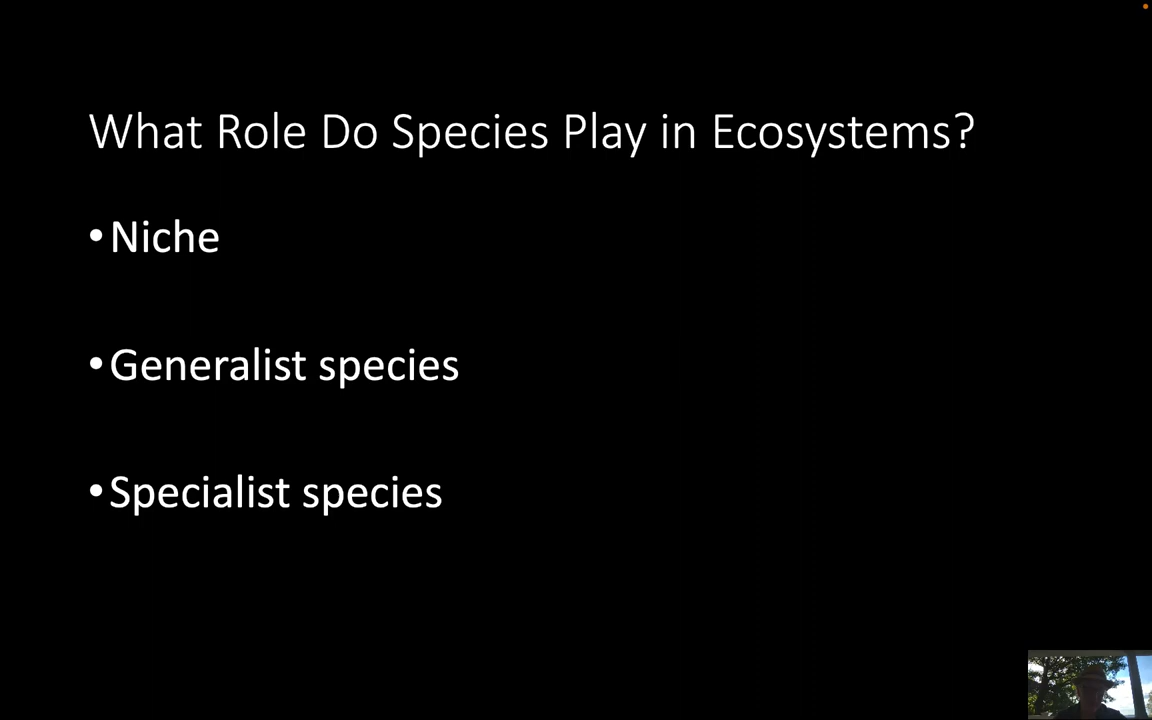 What Role Do Species Play in Ecosystems?
•Niche
•Generalist species
•Specialist species